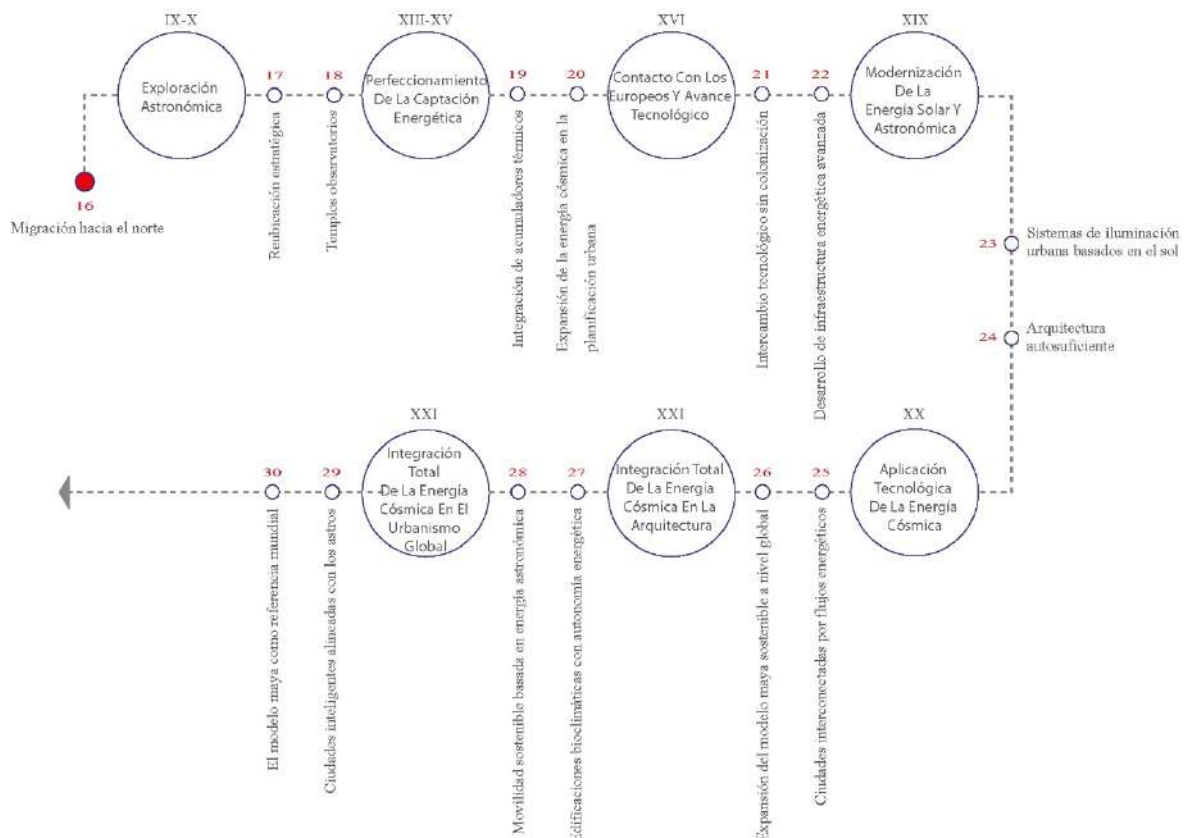 IX-X
Exploración
Astronómica
16
Migración hacia el norte
17
Reubicación estratégica
18
Templos observatorios
XIII-XV
Perfeccionamiento
De La Captación
Energética
19
Integración de acumuladores térmicos
20
Expansión de la energía cósmica en la
planificación urbana
XVI
Contacto Con Los
Europeos Y Avance
Tecnológico
21
Intercambio tecnológico sin colonización
22
Desarrollo de infraestructura energética avanzada
XIX
Modernización
De La
Energía Solar Y
Astronómica
23
Sistemas de iluminación
urbana basados en el sol
24
Arquitectura
autosuficiente
XX
Aplicación
Tecnológica
De La Energía
Cósmica
25
Ciudades interconectadas por flujos energéticos
26
Expansión del modelo maya sostenible a nivel global
XXI
Integración Total
De La Energía
Cósmica En La
Arquitectura
27
Edificaciones bioclimáticas con autonomía energética
28
Movilidad sostenible basada en energía astronómica
XXI
Integración
Total
De La Energía
Cósmica En El
Urbanismo
Global
29
Ciudades inteligentes alineadas con los astros
30
El modelo maya como referencia mundial